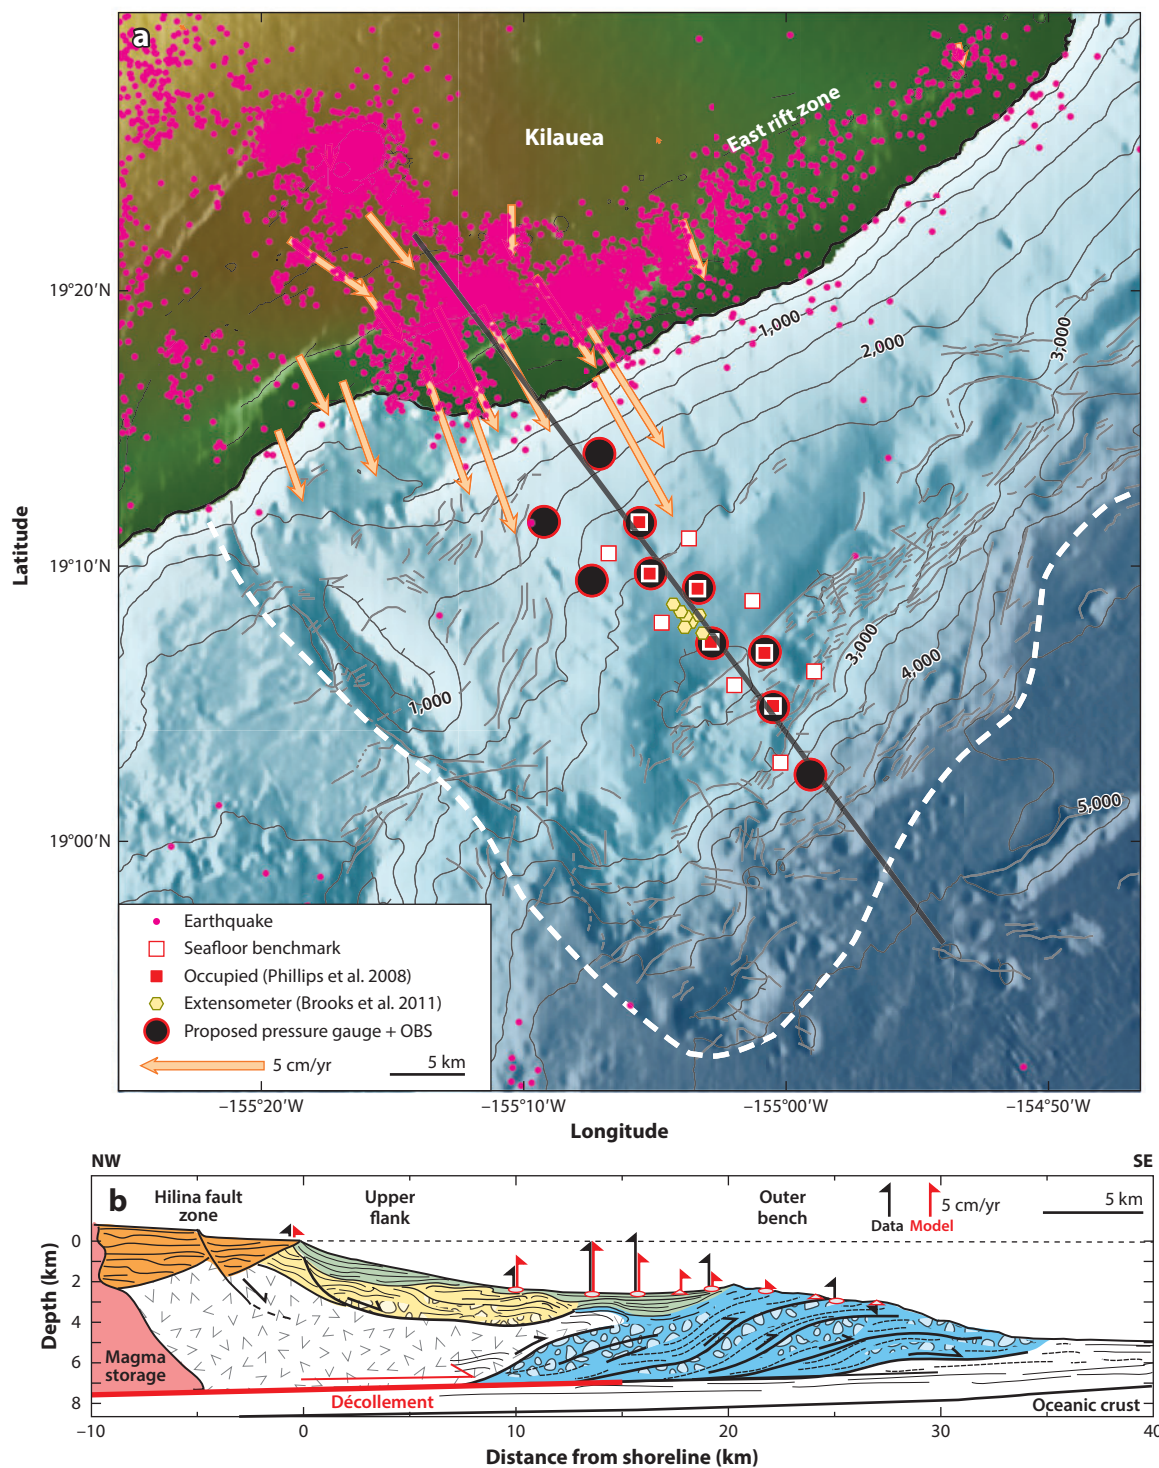 a
Kilauea
East rift zone
1,000
2,000
3,000
1,000
3,000
4,000
5,000
19°20′N
19°10′N
19°00′N
Latitude
Earthquake
Seafloor benchmark
Occupied (Phillips et al. 2008)
Extensometer (Brooks et al. 2011)
Proposed pressure gauge + OBS
5 cm/yr
5 km
–155°20′W
–155°10′W
–155°00′W
–154°50′W
Longitude
NW
SE
b
Hilina fault
zone
Upper
flank
Outer
bench
Data
Model
5 cm/yr
5 km
Depth (km)
0
2
4
6
8
Magma
storage
Décollement
Oceanic crust
–10
0
10
20
30
40
Distance from shoreline (km)